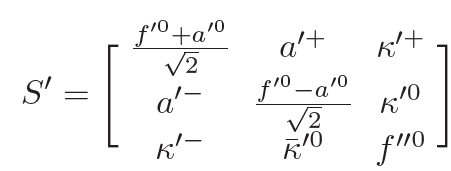 S′ = [ (f′⁰+a′⁰)/√2 a′⁺ κ′⁺
a′⁻ (f′⁰−a′⁰)/√2 κ′⁰
κ′⁻ κ̄′⁰ f″⁰ ]